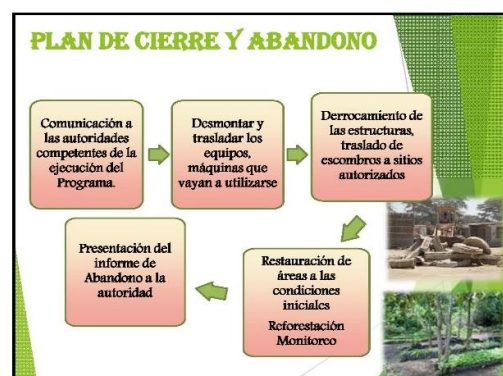 PLAN DE CIERRE Y ABANDONO
Comunicación a
las autoridades
competentes de la
ejecución del
Programa.
Desmontar y
trasladar los
equipos,
máquinas que
vayan a utilizarse
Derrocamiento de
las estructuras,
traslado de
escombros a sitios
autorizados
Restauración de
áreas a las
condiciones
iniciales
Reforestación
Monitoreo
Presentación del
informe de
Abandono a la
autoridad